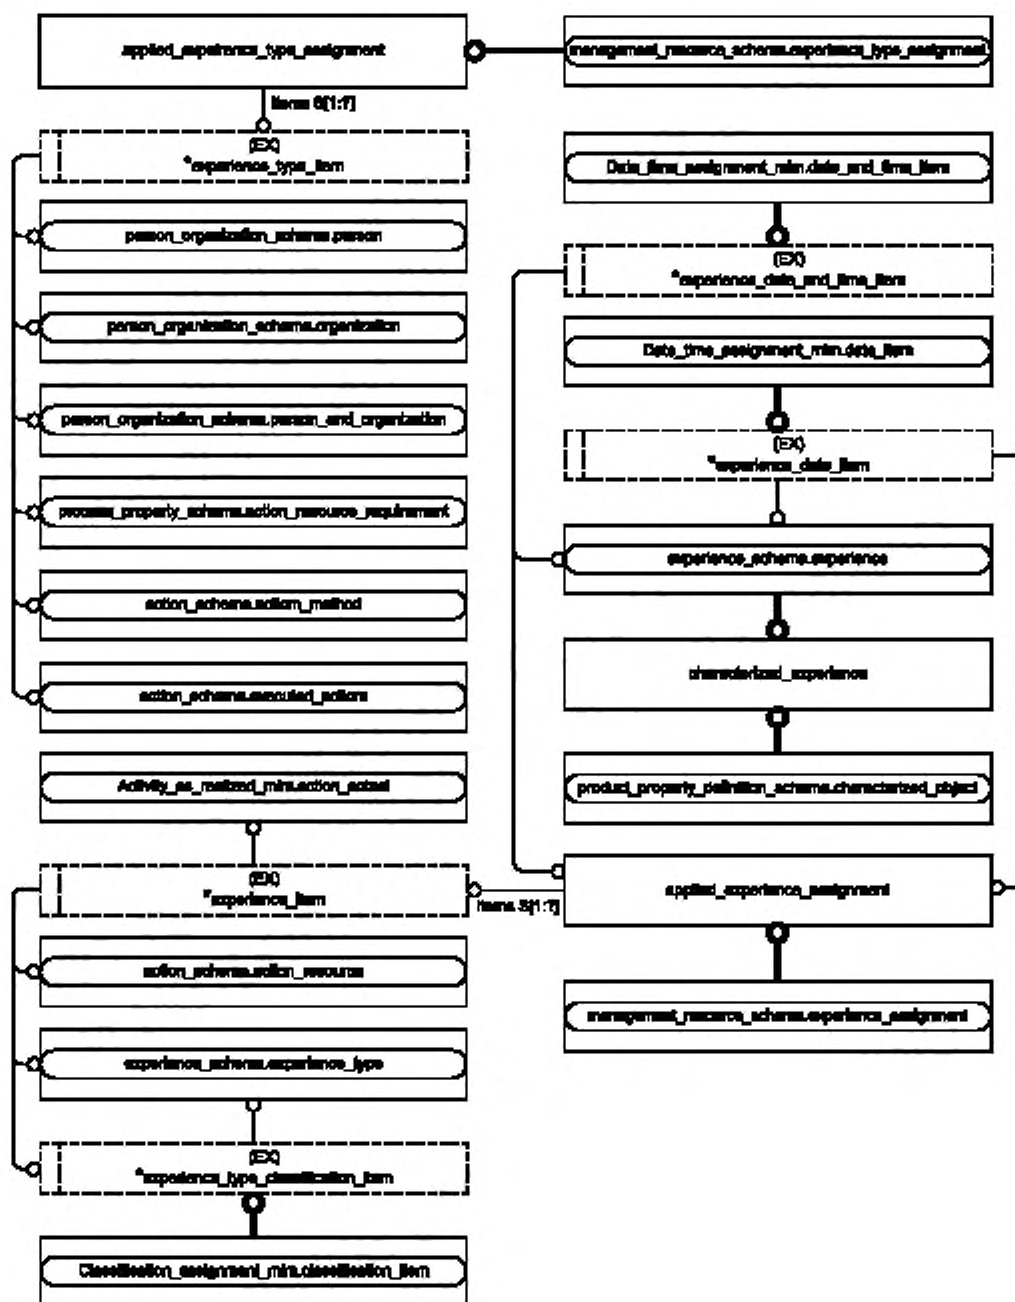 applied_experience_type_assignment
management_resource_schema.experience_type_assignment
items S[1:?]
(EX)
*experience_type_item
person_organization_schema.person
person_organization_schema.organization
person_organization_schema.person_and_organization
process_property_schema.action_resource_requirement
action_schema.action_method
action_schema.executed_action
Activity_as_realized_mim.action_actual
(EX)
*experience_item
items S[1:?]
action_schema.action_resource
experience_schema.experience_type
(EX)
*experience_type_classification_item
Classification_assignment_mim.classification_item
Date_time_assignment_mim.date_and_time_item
(EX)
*experience_date_and_time_item
Date_time_assignment_mim.date_item
(EX)
*experience_date_item
experience_schema.experience
characterized_experience
product_property_definition_schema.characterized_object
applied_experience_assignment
management_resource_schema.experience_assignment